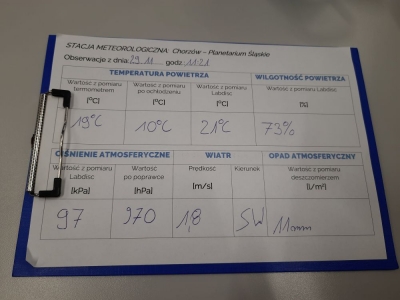 STACJA METEOROLOGICZNA: Chorzów – Planetarium Śląskie
Obserwacje z dnia: 29.11 godz. 11:21
TEMPERATURA POWIETRZA WILGOTNOŚĆ POWIETRZA
Wartość z pomiaru termometrem Wartość z pomiaru po ochłodzeniu Wartość z pomiaru Labdisc Wartość z pomiaru Labdisc
[°C] [°C] [°C] [%]
19°C 10°C 21°C 73%
CIŚNIENIE ATMOSFERYCZNE WIATR OPAD ATMOSFERYCZNY
Wartość z pomiaru Labdisc Wartość po poprawce Prędkość Kierunek Wartość z pomiaru deszczomierzem
[kPa] [hPa] [m/s] [l/m²]
97 970 1,8 SW 11mm